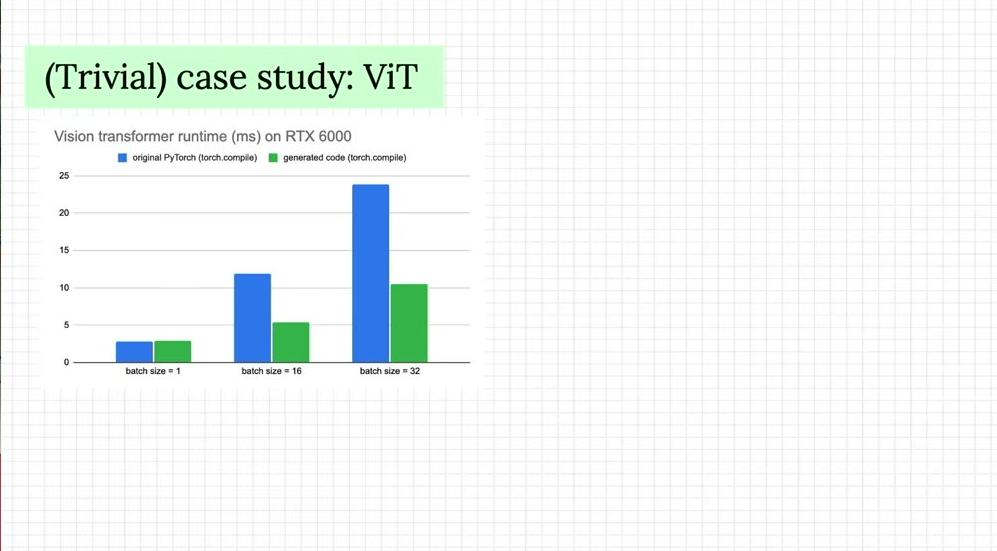 (Trivial) case study: ViT
Vision transformer runtime (ms) on RTX 6000
original PyTorch (torch.compile) generated code (torch.compile)
25
20
15
10
5
0
batch size = 1 batch size = 16 batch size = 32